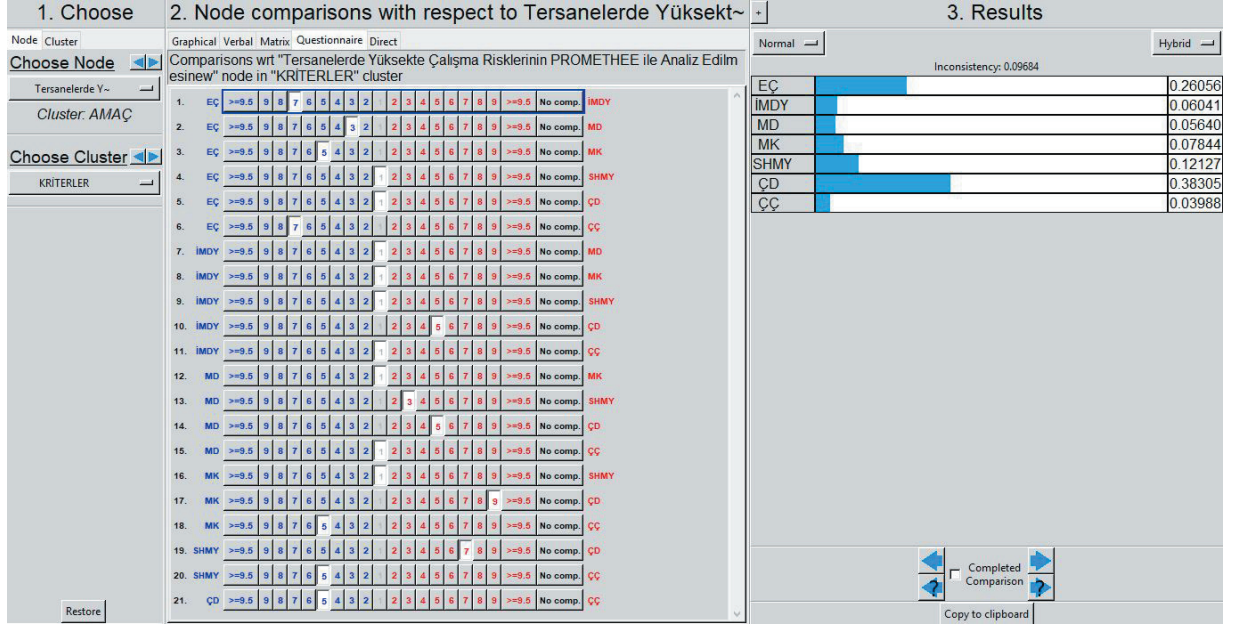 1. Choose
Node Cluster
Choose Node
Tersanelerde Y~
Cluster: AMAÇ
Choose Cluster
KRİTERLER
Restore
2. Node comparisons with respect to Tersanelerde Yüksekt~
Graphical Verbal Matrix Questionnaire Direct
Comparisons wrt "Tersanelerde Yüksekte Çalışma Risklerinin PROMETHEE ile Analiz Edilm
esinew" node in "KRİTERLER" cluster
1. EÇ >=9.5 9 8 7 6 5 4 3 2 1 2 3 4 5 6 7 8 9 >=9.5 No comp. İMDY
2. EÇ >=9.5 9 8 7 6 5 4 3 2 1 2 3 4 5 6 7 8 9 >=9.5 No comp. MD
3. EÇ >=9.5 9 8 7 6 5 4 3 2 1 2 3 4 5 6 7 8 9 >=9.5 No comp. MK
4. EÇ >=9.5 9 8 7 6 5 4 3 2 1 2 3 4 5 6 7 8 9 >=9.5 No comp. SHMY
5. EÇ >=9.5 9 8 7 6 5 4 3 2 1 2 3 4 5 6 7 8 9 >=9.5 No comp. ÇD
6. EÇ >=9.5 9 8 7 6 5 4 3 2 1 2 3 4 5 6 7 8 9 >=9.5 No comp. ÇÇ
7. İMDY >=9.5 9 8 7 6 5 4 3 2 1 2 3 4 5 6 7 8 9 >=9.5 No comp. MD
8. İMDY >=9.5 9 8 7 6 5 4 3 2 1 2 3 4 5 6 7 8 9 >=9.5 No comp. MK
9. İMDY >=9.5 9 8 7 6 5 4 3 2 1 2 3 4 5 6 7 8 9 >=9.5 No comp. SHMY
10. İMDY >=9.5 9 8 7 6 5 4 3 2 1 2 3 4 5 6 7 8 9 >=9.5 No comp. ÇD
11. İMDY >=9.5 9 8 7 6 5 4 3 2 1 2 3 4 5 6 7 8 9 >=9.5 No comp. ÇÇ
12. MD >=9.5 9 8 7 6 5 4 3 2 1 2 3 4 5 6 7 8 9 >=9.5 No comp. MK
13. MD >=9.5 9 8 7 6 5 4 3 2 1 2 3 4 5 6 7 8 9 >=9.5 No comp. SHMY
14. MD >=9.5 9 8 7 6 5 4 3 2 1 2 3 4 5 6 7 8 9 >=9.5 No comp. ÇD
15. MD >=9.5 9 8 7 6 5 4 3 2 1 2 3 4 5 6 7 8 9 >=9.5 No comp. ÇÇ
16. MK >=9.5 9 8 7 6 5 4 3 2 1 2 3 4 5 6 7 8 9 >=9.5 No comp. SHMY
17. MK >=9.5 9 8 7 6 5 4 3 2 1 2 3 4 5 6 7 8 9 >=9.5 No comp. ÇD
18. MK >=9.5 9 8 7 6 5 4 3 2 1 2 3 4 5 6 7 8 9 >=9.5 No comp. ÇÇ
19. SHMY >=9.5 9 8 7 6 5 4 3 2 1 2 3 4 5 6 7 8 9 >=9.5 No comp. ÇD
20. SHMY >=9.5 9 8 7 6 5 4 3 2 1 2 3 4 5 6 7 8 9 >=9.5 No comp. ÇÇ
21. ÇD >=9.5 9 8 7 6 5 4 3 2 1 2 3 4 5 6 7 8 9 >=9.5 No comp. ÇÇ
+ 3. Results
Normal Hybrid
Inconsistency: 0.09684
EÇ 0.26056
İMDY 0.06041
MD 0.05640
MK 0.07844
SHMY 0.12127
ÇD 0.38305
ÇÇ 0.03988
Completed
Comparison
? ?
Copy to clipboard